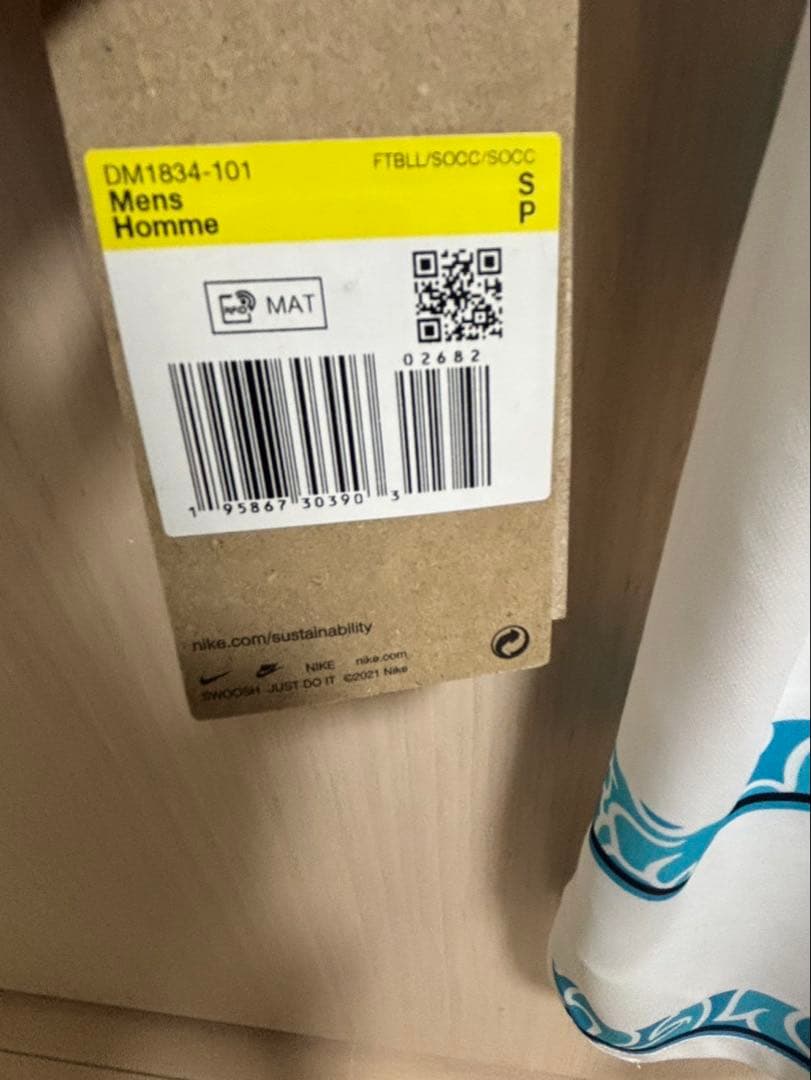 DM1834-101
FTBLL/SOCC/SOCC
Mens
S
Homme
P
RFID MAT
02682
1 95867 30390 3
nike.com/sustainability
NIKE nike.com
SWOOSH JUST DO IT ©2021 Nike